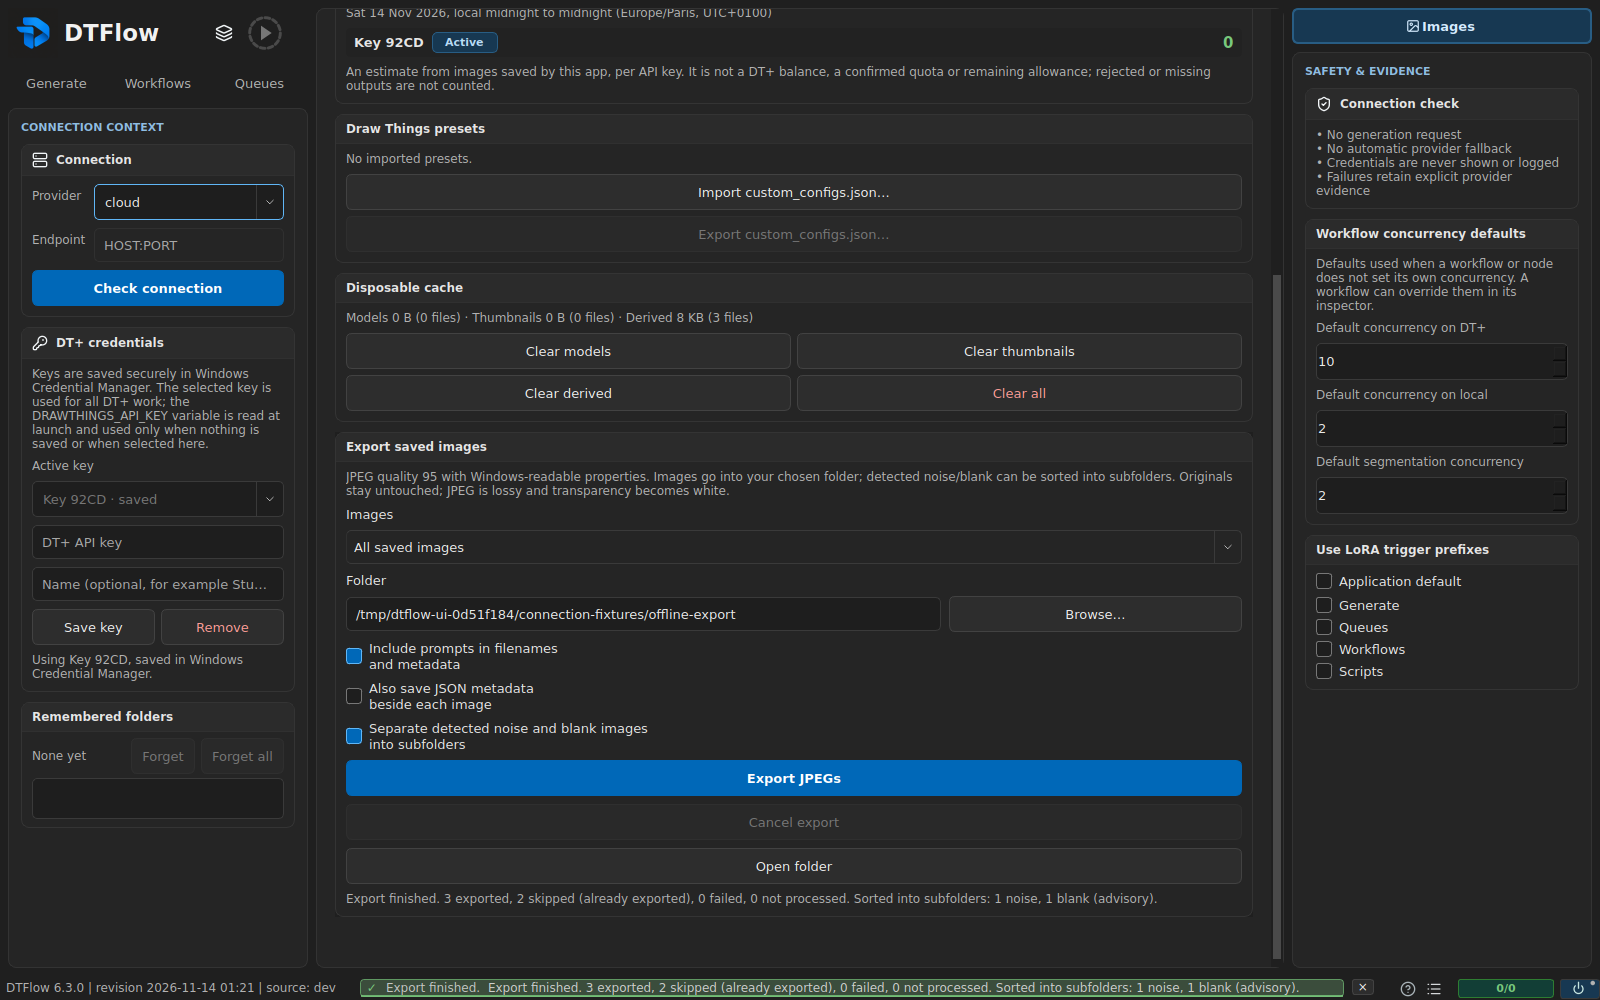 DTFlow
Generate
Workflows
Queues
CONNECTION CONTEXT
Connection
Provider
cloud
Endpoint
HOST:PORT
Check connection
DT+ credentials
Keys are saved securely in Windows
Credential Manager. The selected key is
used for all DT+ work; the
DRAWTHINGS_API_KEY variable is read at
launch and used only when nothing is
saved or when selected here.
Active key
Key 92CD · saved
DT+ API key
Name (optional, for example Stu…
Save key
Remove
Using Key 92CD, saved in Windows
Credential Manager.
Remembered folders
None yet
Forget
Forget all
Sat 14 Nov 2026, local midnight to midnight (Europe/Paris, UTC+0100)
Key 92CD
Active
0
An estimate from images saved by this app, per API key. It is not a DT+ balance, a confirmed quota or remaining allowance; rejected or missing
outputs are not counted.
Draw Things presets
No imported presets.
Import custom_configs.json…
Export custom_configs.json…
Disposable cache
Models 0 B (0 files) · Thumbnails 0 B (0 files) · Derived 8 KB (3 files)
Clear models
Clear thumbnails
Clear derived
Clear all
Export saved images
JPEG quality 95 with Windows-readable properties. Images go into your chosen folder; detected noise/blank can be sorted into subfolders. Originals
stay untouched; JPEG is lossy and transparency becomes white.
Images
All saved images
Folder
/tmp/dtflow-ui-0d51f184/connection-fixtures/offline-export
Browse…
Include prompts in filenames
and metadata
Also save JSON metadata
beside each image
Separate detected noise and blank images
into subfolders
Export JPEGs
Cancel export
Open folder
Export finished. 3 exported, 2 skipped (already exported), 0 failed, 0 not processed. Sorted into subfolders: 1 noise, 1 blank (advisory).
Images
SAFETY & EVIDENCE
Connection check
• No generation request
• No automatic provider fallback
• Credentials are never shown or logged
• Failures retain explicit provider
evidence
Workflow concurrency defaults
Defaults used when a workflow or node
does not set its own concurrency. A
workflow can override them in its
inspector.
Default concurrency on DT+
10
Default concurrency on local
2
Default segmentation concurrency
2
Use LoRA trigger prefixes
Application default
Generate
Queues
Workflows
Scripts
DTFlow 6.3.0 | revision 2026-11-14 01:21 | source: dev
✓ Export finished. Export finished. 3 exported, 2 skipped (already exported), 0 failed, 0 not processed. Sorted into subfolders: 1 noise, 1 blank (advisory).
0/0